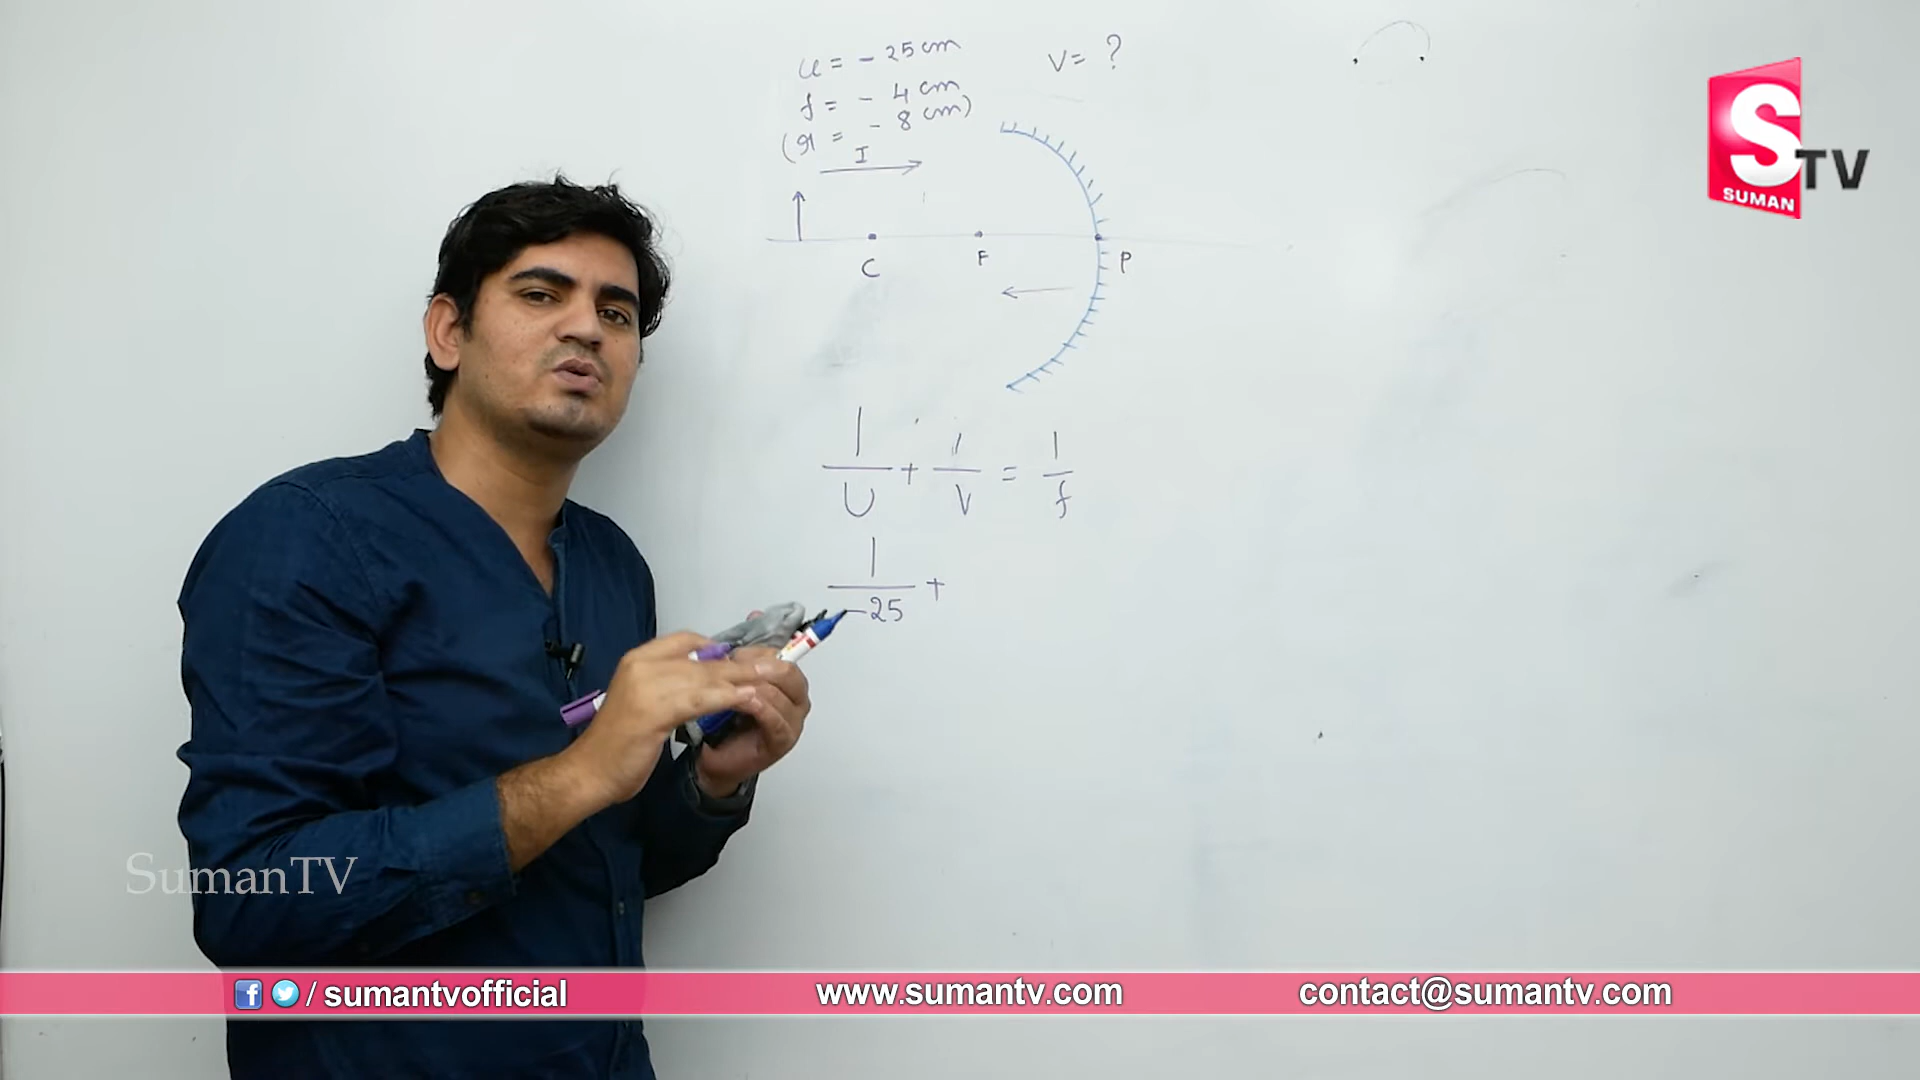 u = - 25 cm
v = ?
f = - 4 cm
(r = - 8 cm)
I
C
F
P
1/U + 1/V = 1/f
1/-25 +
S
TV
SUMAN
SumanTV
/ sumantvofficial
www.sumantv.com
contact@sumantv.com